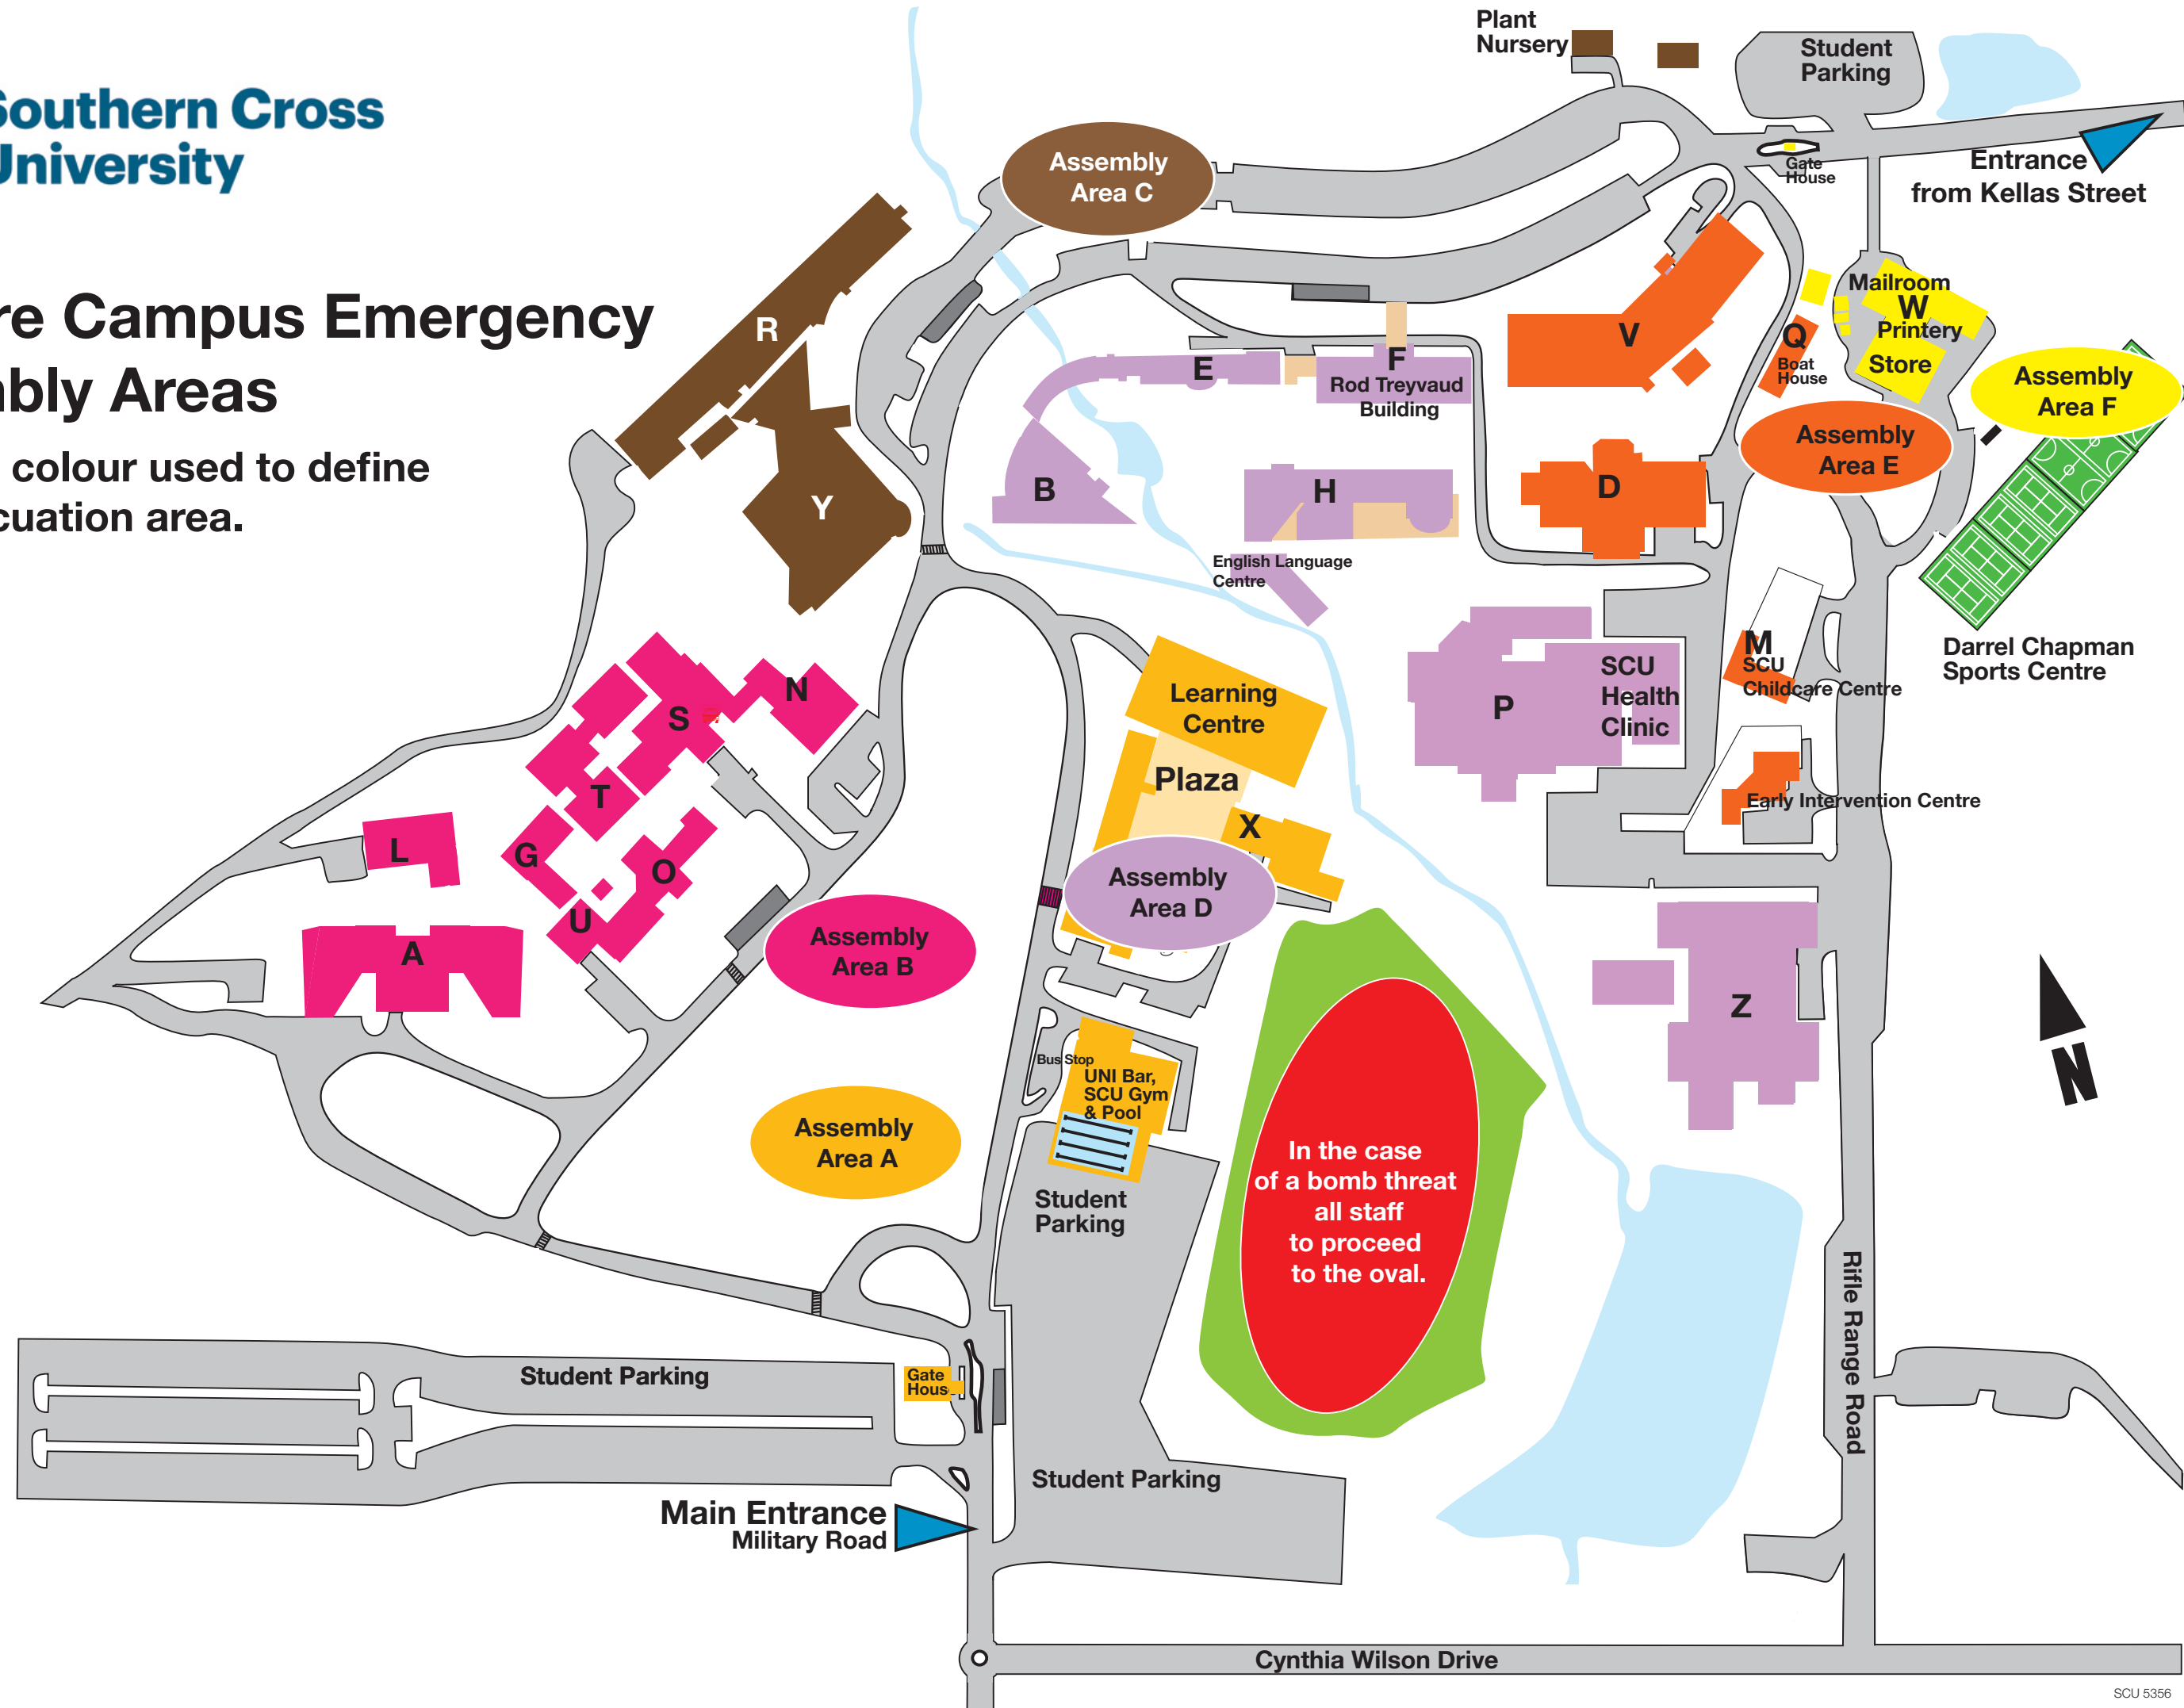 Southern Cross
University
re Campus Emergency
bly Areas
colour used to define
cuation area.
Plant
Nursery
Student
Parking
Gate
House
Entrance
from Kellas Street
Assembly
Area C
R
Y
E
F
Rod Treyvaud
Building
V
Q
Boat
House
Mailroom
W
Printery
Store
Assembly
Area F
Assembly
Area E
B
H
D
English Language
Centre
Darrel Chapman
Sports Centre
M
SCU
Childcare Centre
P
SCU
Health
Clinic
Early Intervention Centre
Learning
Centre
Plaza
X
Assembly
Area D
N
S
T
L
G
O
U
A
Assembly
Area B
Assembly
Area A
Z
N
Bus Stop
UNI Bar,
SCU Gym
& Pool
Student
Parking
In the case
of a bomb threat
all staff
to proceed
to the oval.
Rifle Range Road
Student Parking
Gate
Hous
Student Parking
Main Entrance
Military Road
Cynthia Wilson Drive
SCU 5356